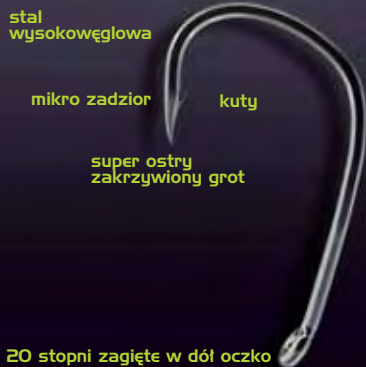 stal
wysokowęglowa
mikro zadzior
kuty
super ostry
zakrzywiony grot
20 stopni zagięte w dół oczko